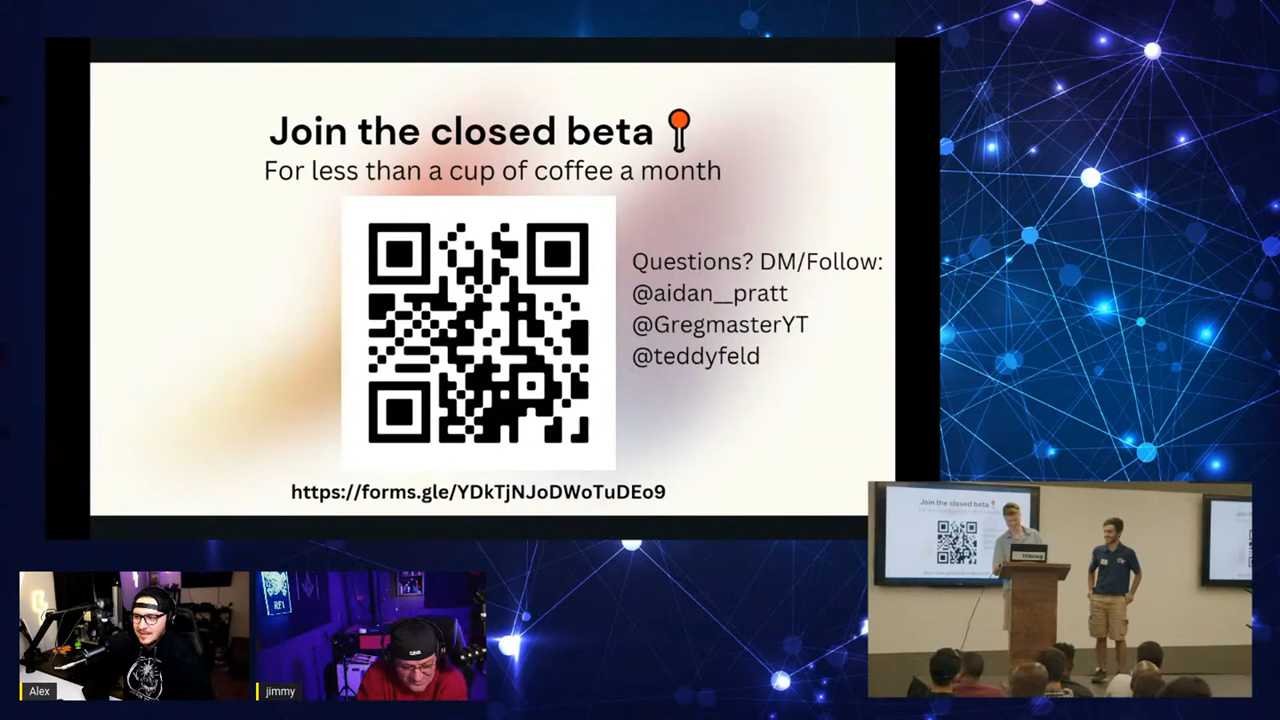 Join the closed beta
For less than a cup of coffee a month
Questions? DM/Follow:
@aidan__pratt
@GregmasterYT
@teddyfeld
https://forms.gle/YDkTjNJoDWoTuDEo9
Join the closed beta
Alex
jimmy